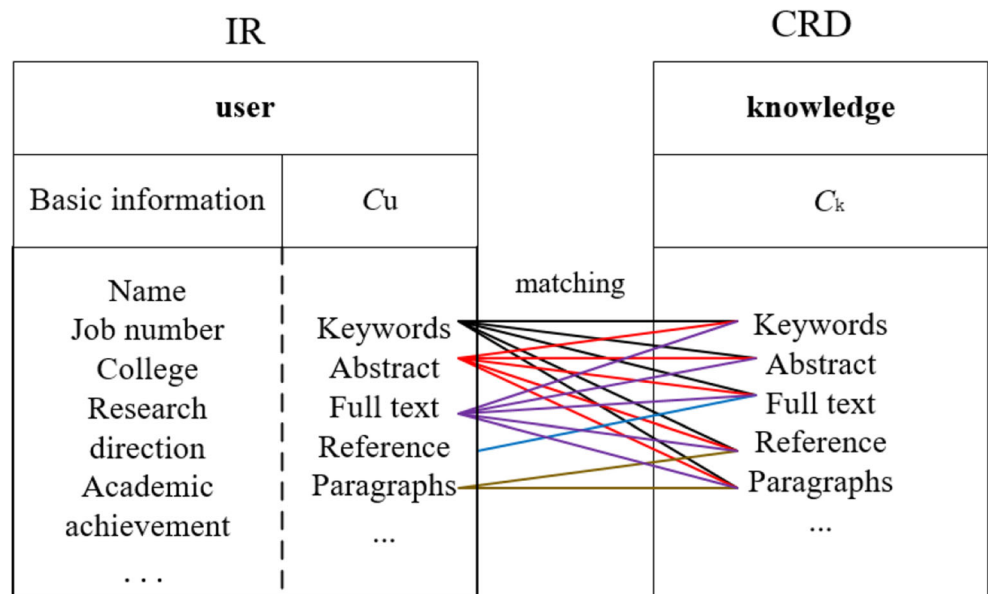 IR
CRD
user
knowledge
Basic information
Cu
Ck
matching
Name
Job number
College
Research
direction
Academic
achievement
. . .
Keywords
Abstract
Full text
Reference
Paragraphs
...
Keywords
Abstract
Full text
Reference
Paragraphs
...